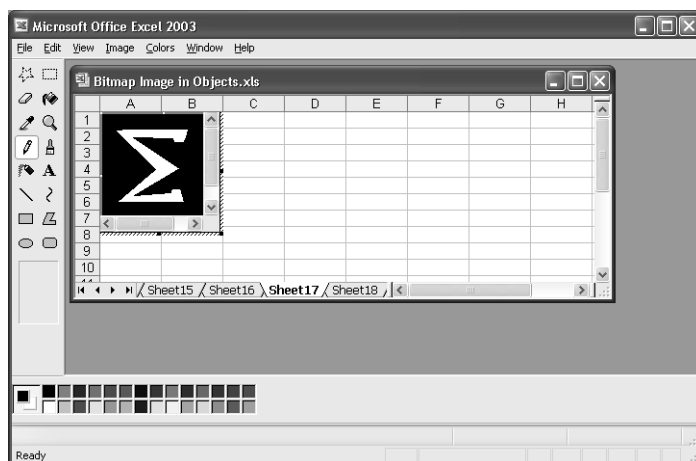 Microsoft Office Excel 2003
File Edit View Image Colors Window Help
Bitmap Image in Objects.xls
A B C D E F G H
1
2
3
4
5
6
7
8
9
10
Σ
A
Sheet15 Sheet16 Sheet17 Sheet18
Ready